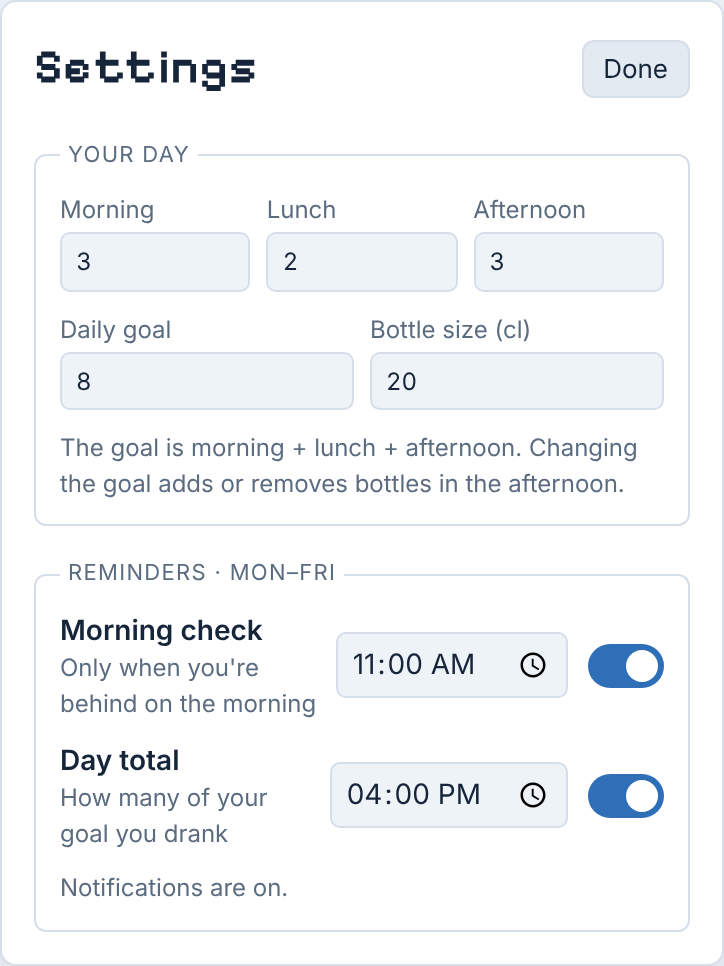 Settings
Done
YOUR DAY
Morning
Lunch
Afternoon
3
2
3
Daily goal
Bottle size (cl)
8
20
The goal is morning + lunch + afternoon. Changing
the goal adds or removes bottles in the afternoon.
REMINDERS · MON–FRI
Morning check
Only when you're
behind on the morning
11:00 AM
Day total
How many of your
goal you drank
04:00 PM
Notifications are on.